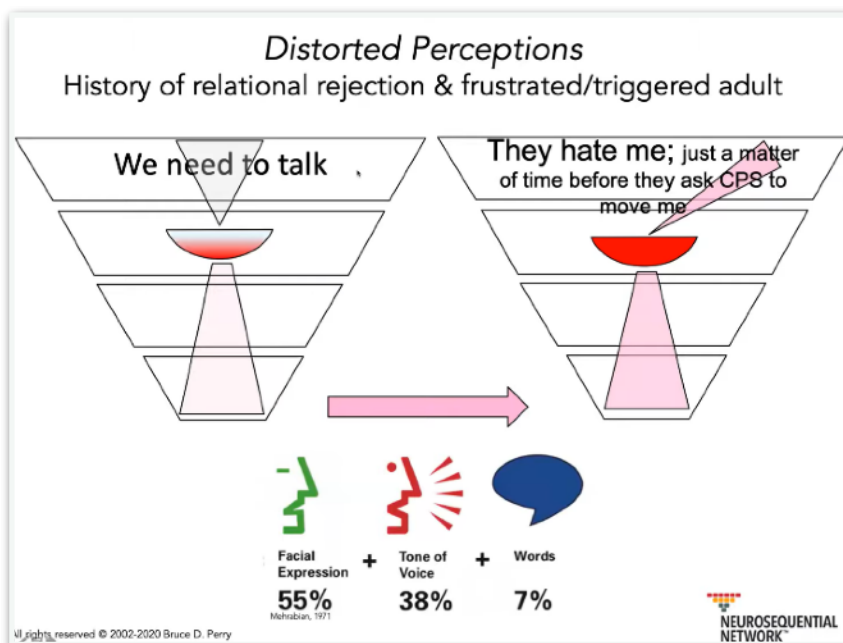 Distorted Perceptions
History of relational rejection & frustrated/triggered adult
We need to talk
They hate me; just a matter
of time before they ask CPS to
move me
Facial
Expression
55%
Mehrabian, 1971
+
Tone of
Voice
38%
+
Words
7%
All rights reserved © 2002-2020 Bruce D. Perry
NEUROSEQUENTIAL
NETWORK™